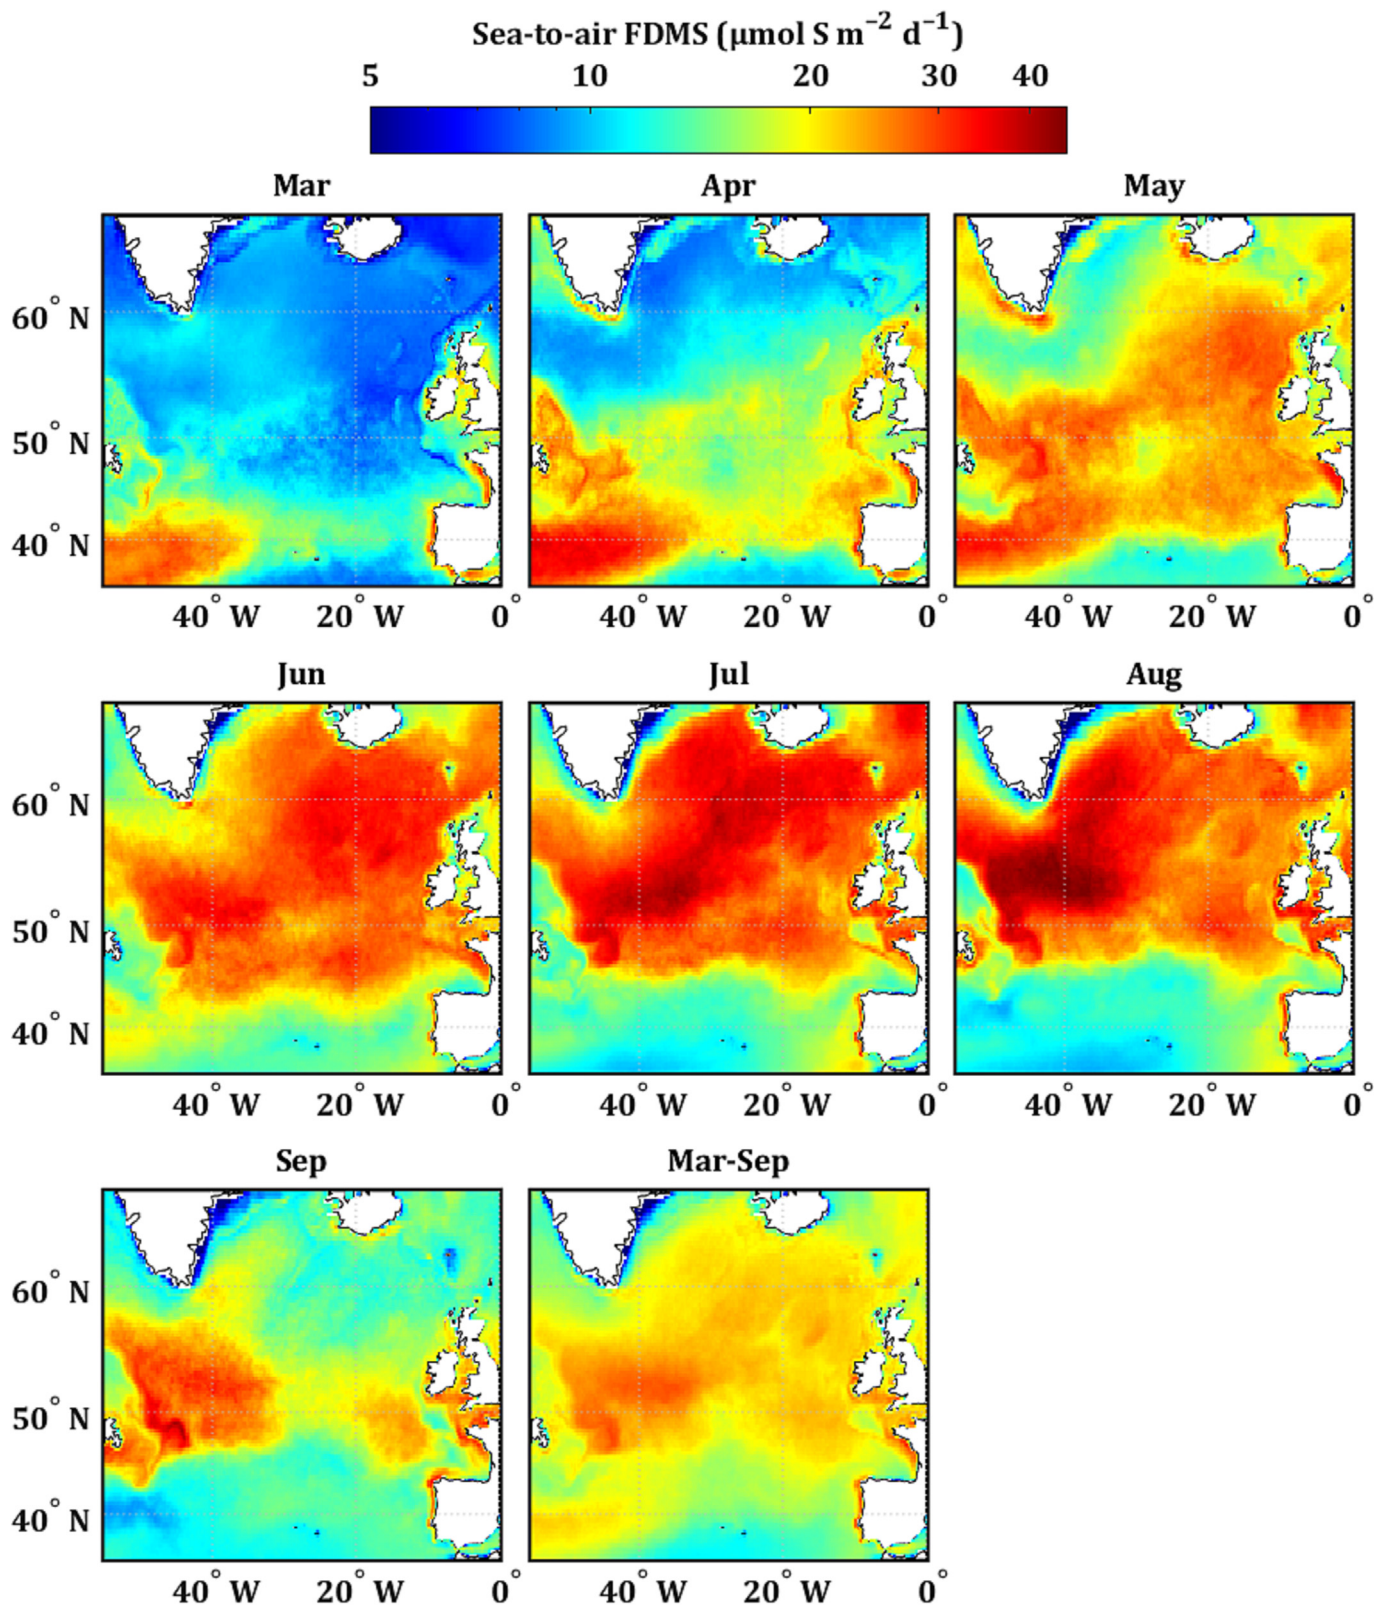 Sea-to-air FDMS (µmol S m⁻² d⁻¹)
5 10 20 30 40
Mar Apr May
60° N
50° N
40° N
40° W 20° W 0° 40° W 20° W 0° 40° W 20° W 0°
Jun Jul Aug
60° N
50° N
40° N
40° W 20° W 0° 40° W 20° W 0° 40° W 20° W 0°
Sep Mar-Sep
60° N
50° N
40° N
40° W 20° W 0° 40° W 20° W 0°